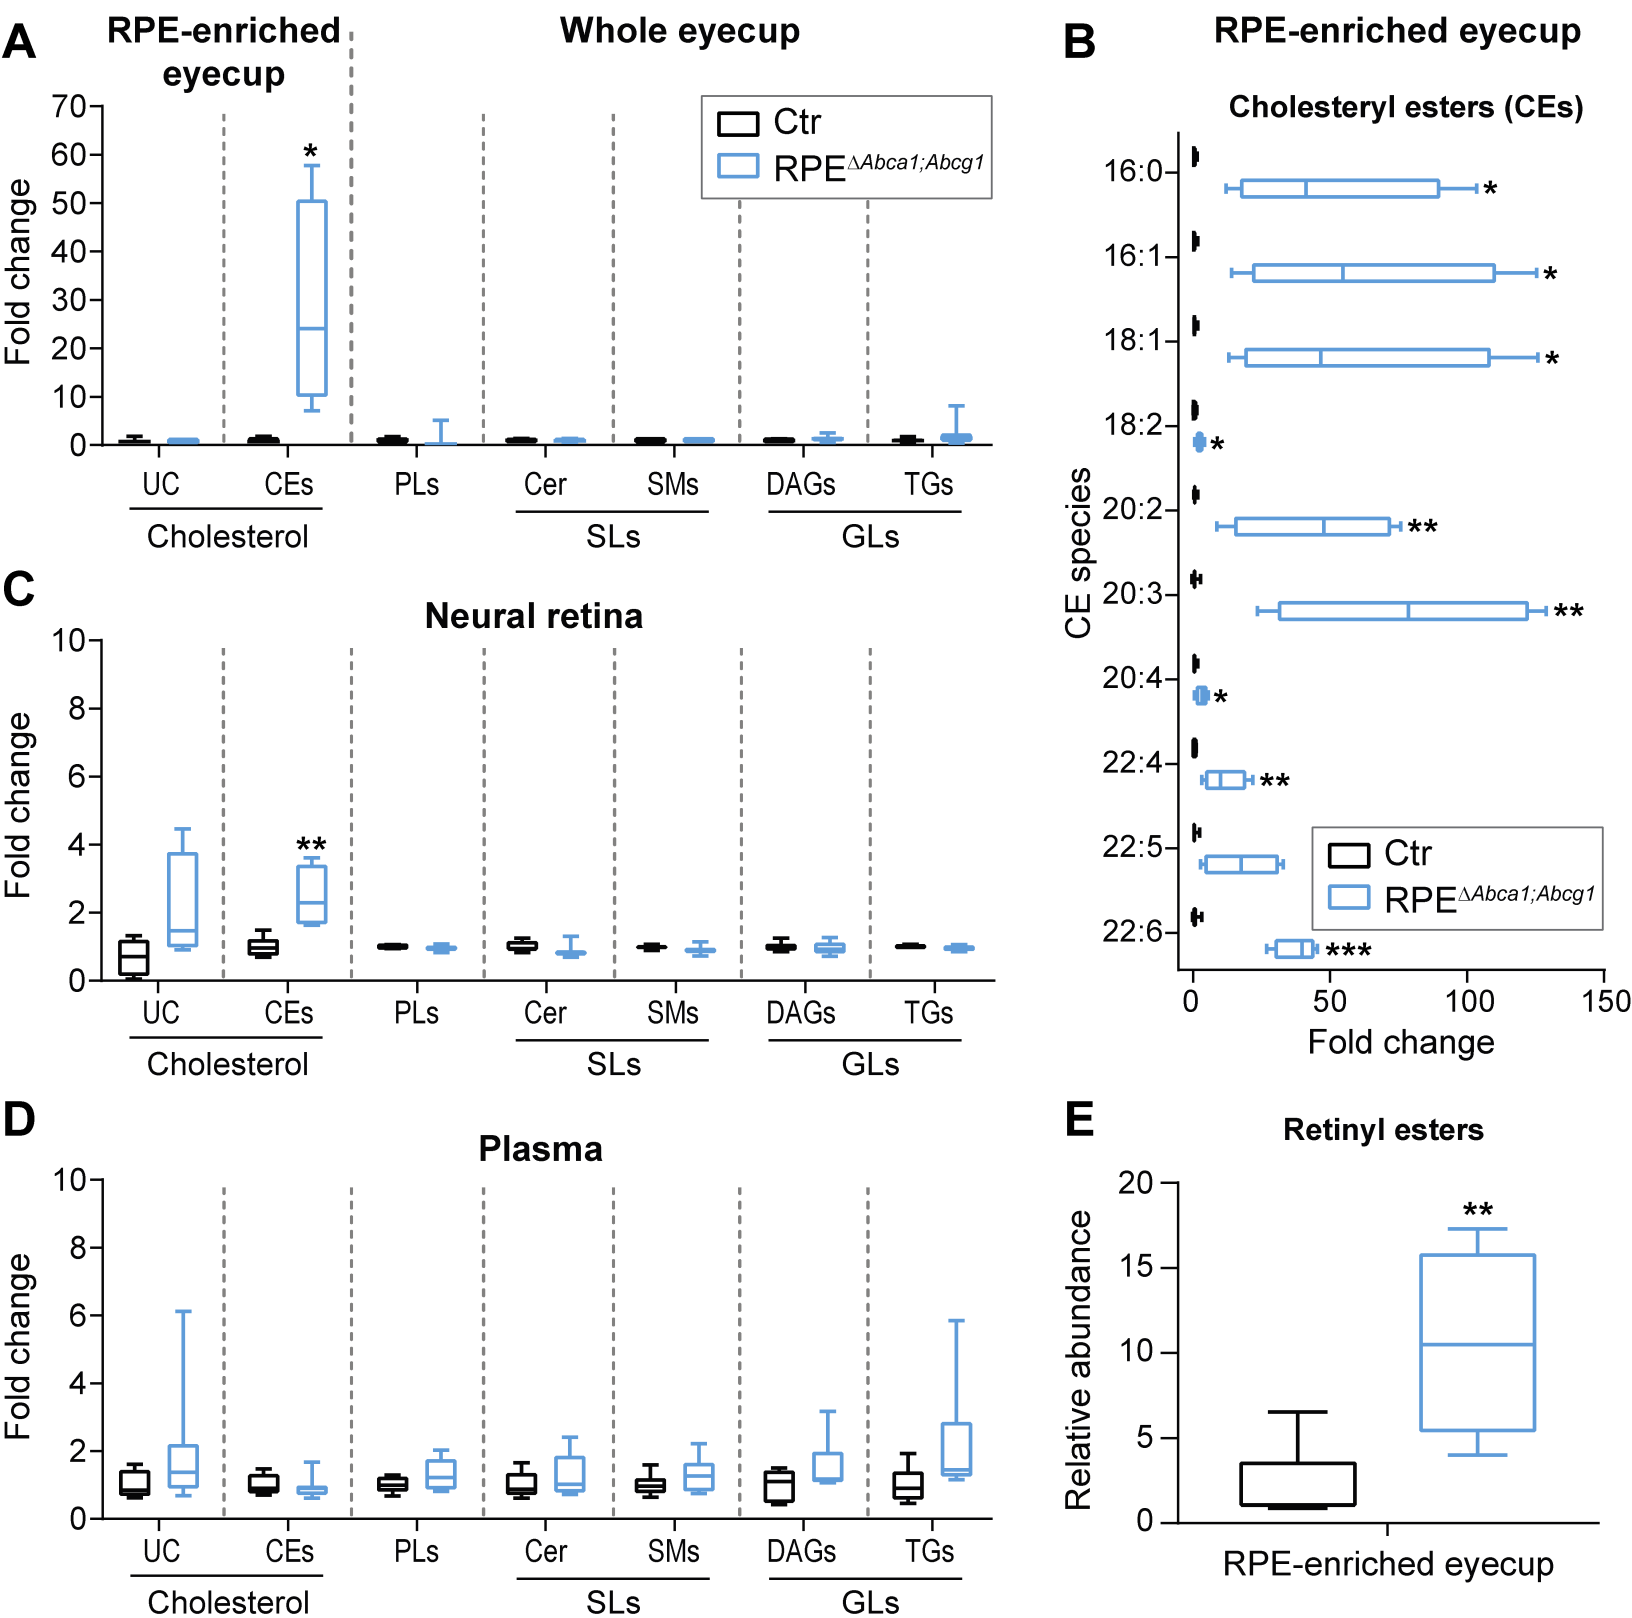 A
RPE-enriched
eyecup
Whole eyecup
Fold change
70
60
50
40
30
20
10
0
*
Ctr
RPEΔAbca1;Abcg1
UC
CEs
PLs
Cer
SMs
DAGs
TGs
Cholesterol
SLs
GLs
B
RPE-enriched eyecup
Cholesteryl esters (CEs)
CE species
16:0
*
16:1
*
18:1
*
18:2
*
20:2
**
20:3
**
20:4
*
22:4
**
22:5
22:6
***
Ctr
RPEΔAbca1;Abcg1
0
50
100
150
Fold change
C
Neural retina
Fold change
10
8
6
4
2
0
**
UC
CEs
PLs
Cer
SMs
DAGs
TGs
Cholesterol
SLs
GLs
D
Plasma
Fold change
10
8
6
4
2
0
UC
CEs
PLs
Cer
SMs
DAGs
TGs
Cholesterol
SLs
GLs
E
Retinyl esters
Relative abundance
20
15
10
5
0
**
RPE-enriched eyecup